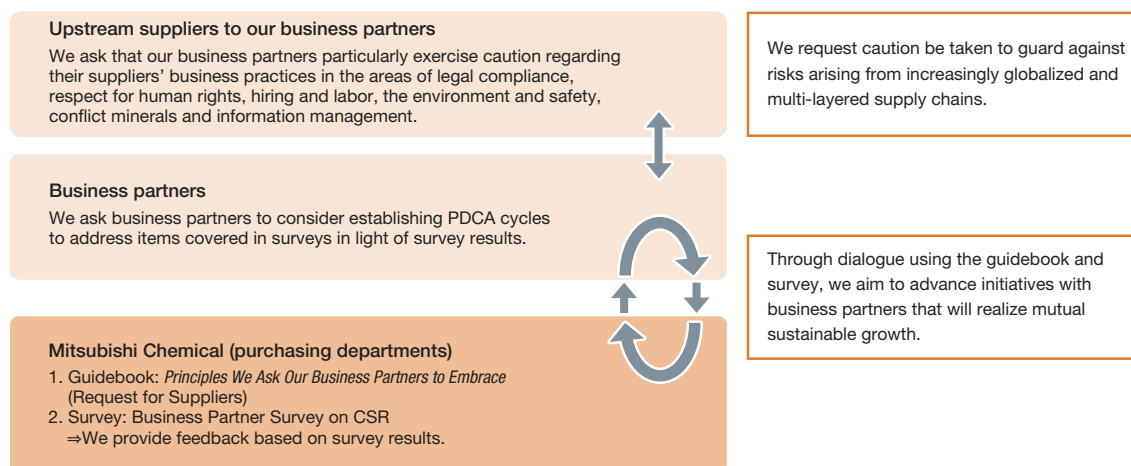 Upstream suppliers to our business partners
We ask that our business partners particularly exercise caution regarding
their suppliers’ business practices in the areas of legal compliance,
respect for human rights, hiring and labor, the environment and safety,
conflict minerals and information management.
We request caution be taken to guard against
risks arising from increasingly globalized and
multi-layered supply chains.
Business partners
We ask business partners to consider establishing PDCA cycles
to address items covered in surveys in light of survey results.
Through dialogue using the guidebook and
survey, we aim to advance initiatives with
business partners that will realize mutual
sustainable growth.
Mitsubishi Chemical (purchasing departments)
1. Guidebook: Principles We Ask Our Business Partners to Embrace
(Request for Suppliers)
2. Survey: Business Partner Survey on CSR
⇒We provide feedback based on survey results.